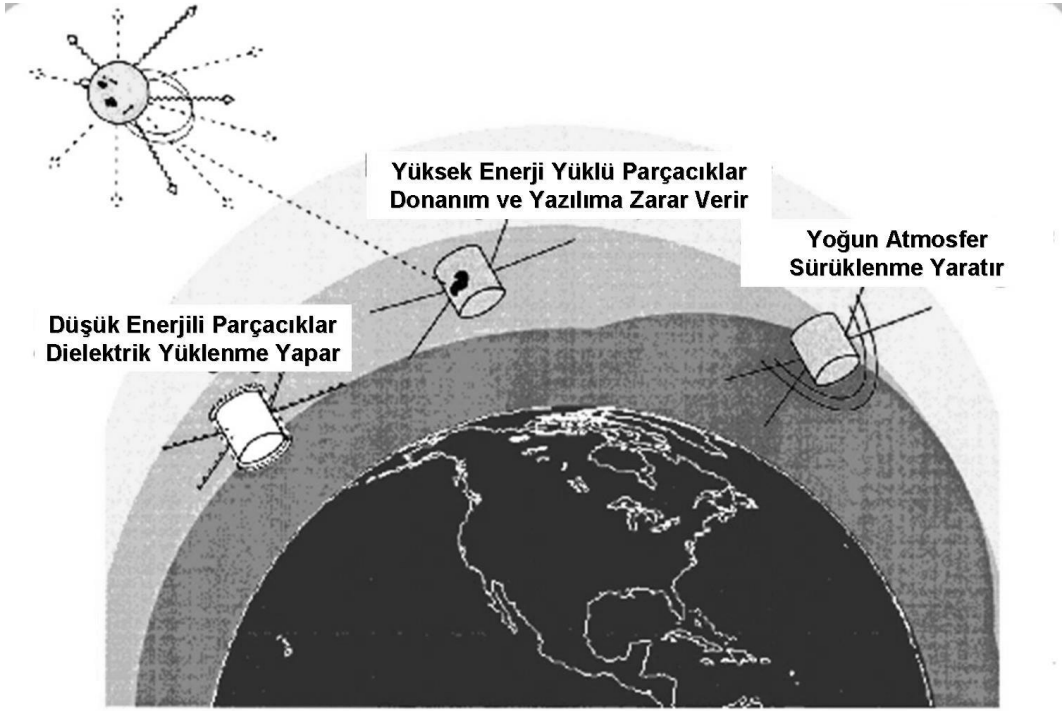 Yüksek Enerji Yüklü Parçacıklar
Donanım ve Yazılıma Zarar Verir
Yoğun Atmosfer
Sürüklenme Yaratır
Düşük Enerjili Parçacıklar
Dielektrik Yüklenme Yapar